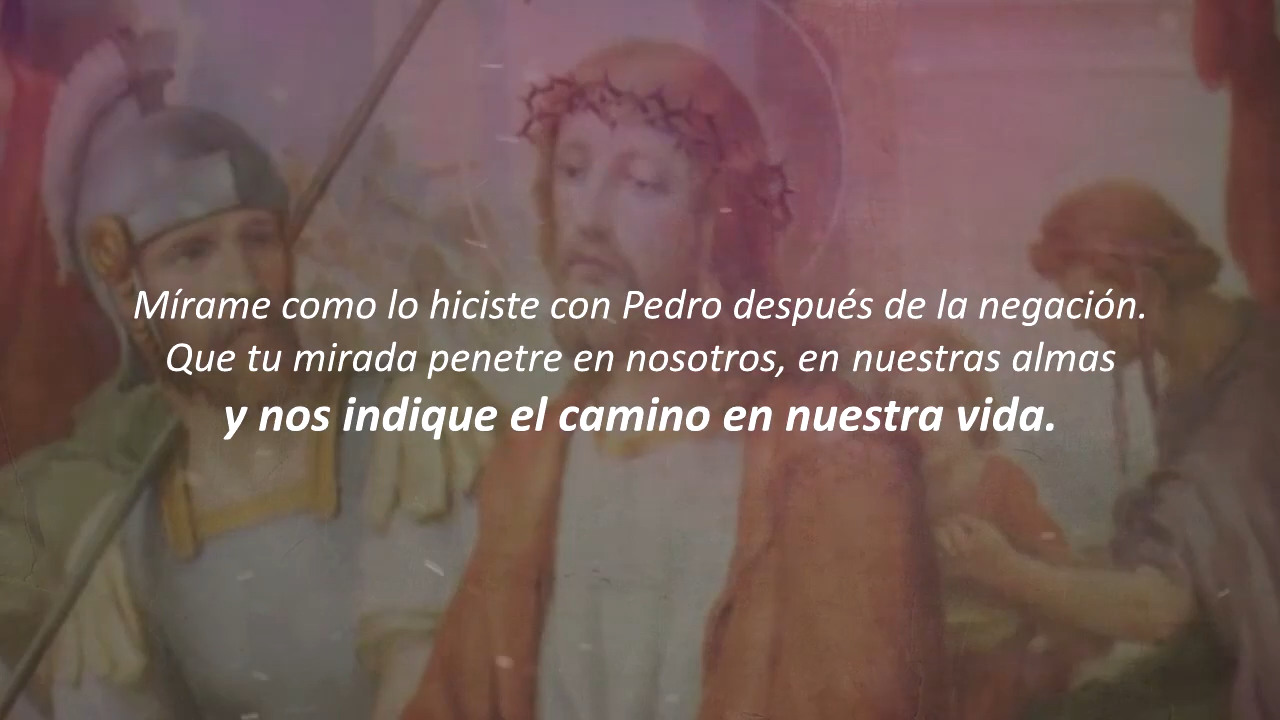 Mírame como lo hiciste con Pedro después de la negación.
Que tu mirada penetre en nosotros, en nuestras almas
y nos indique el camino en nuestra vida.